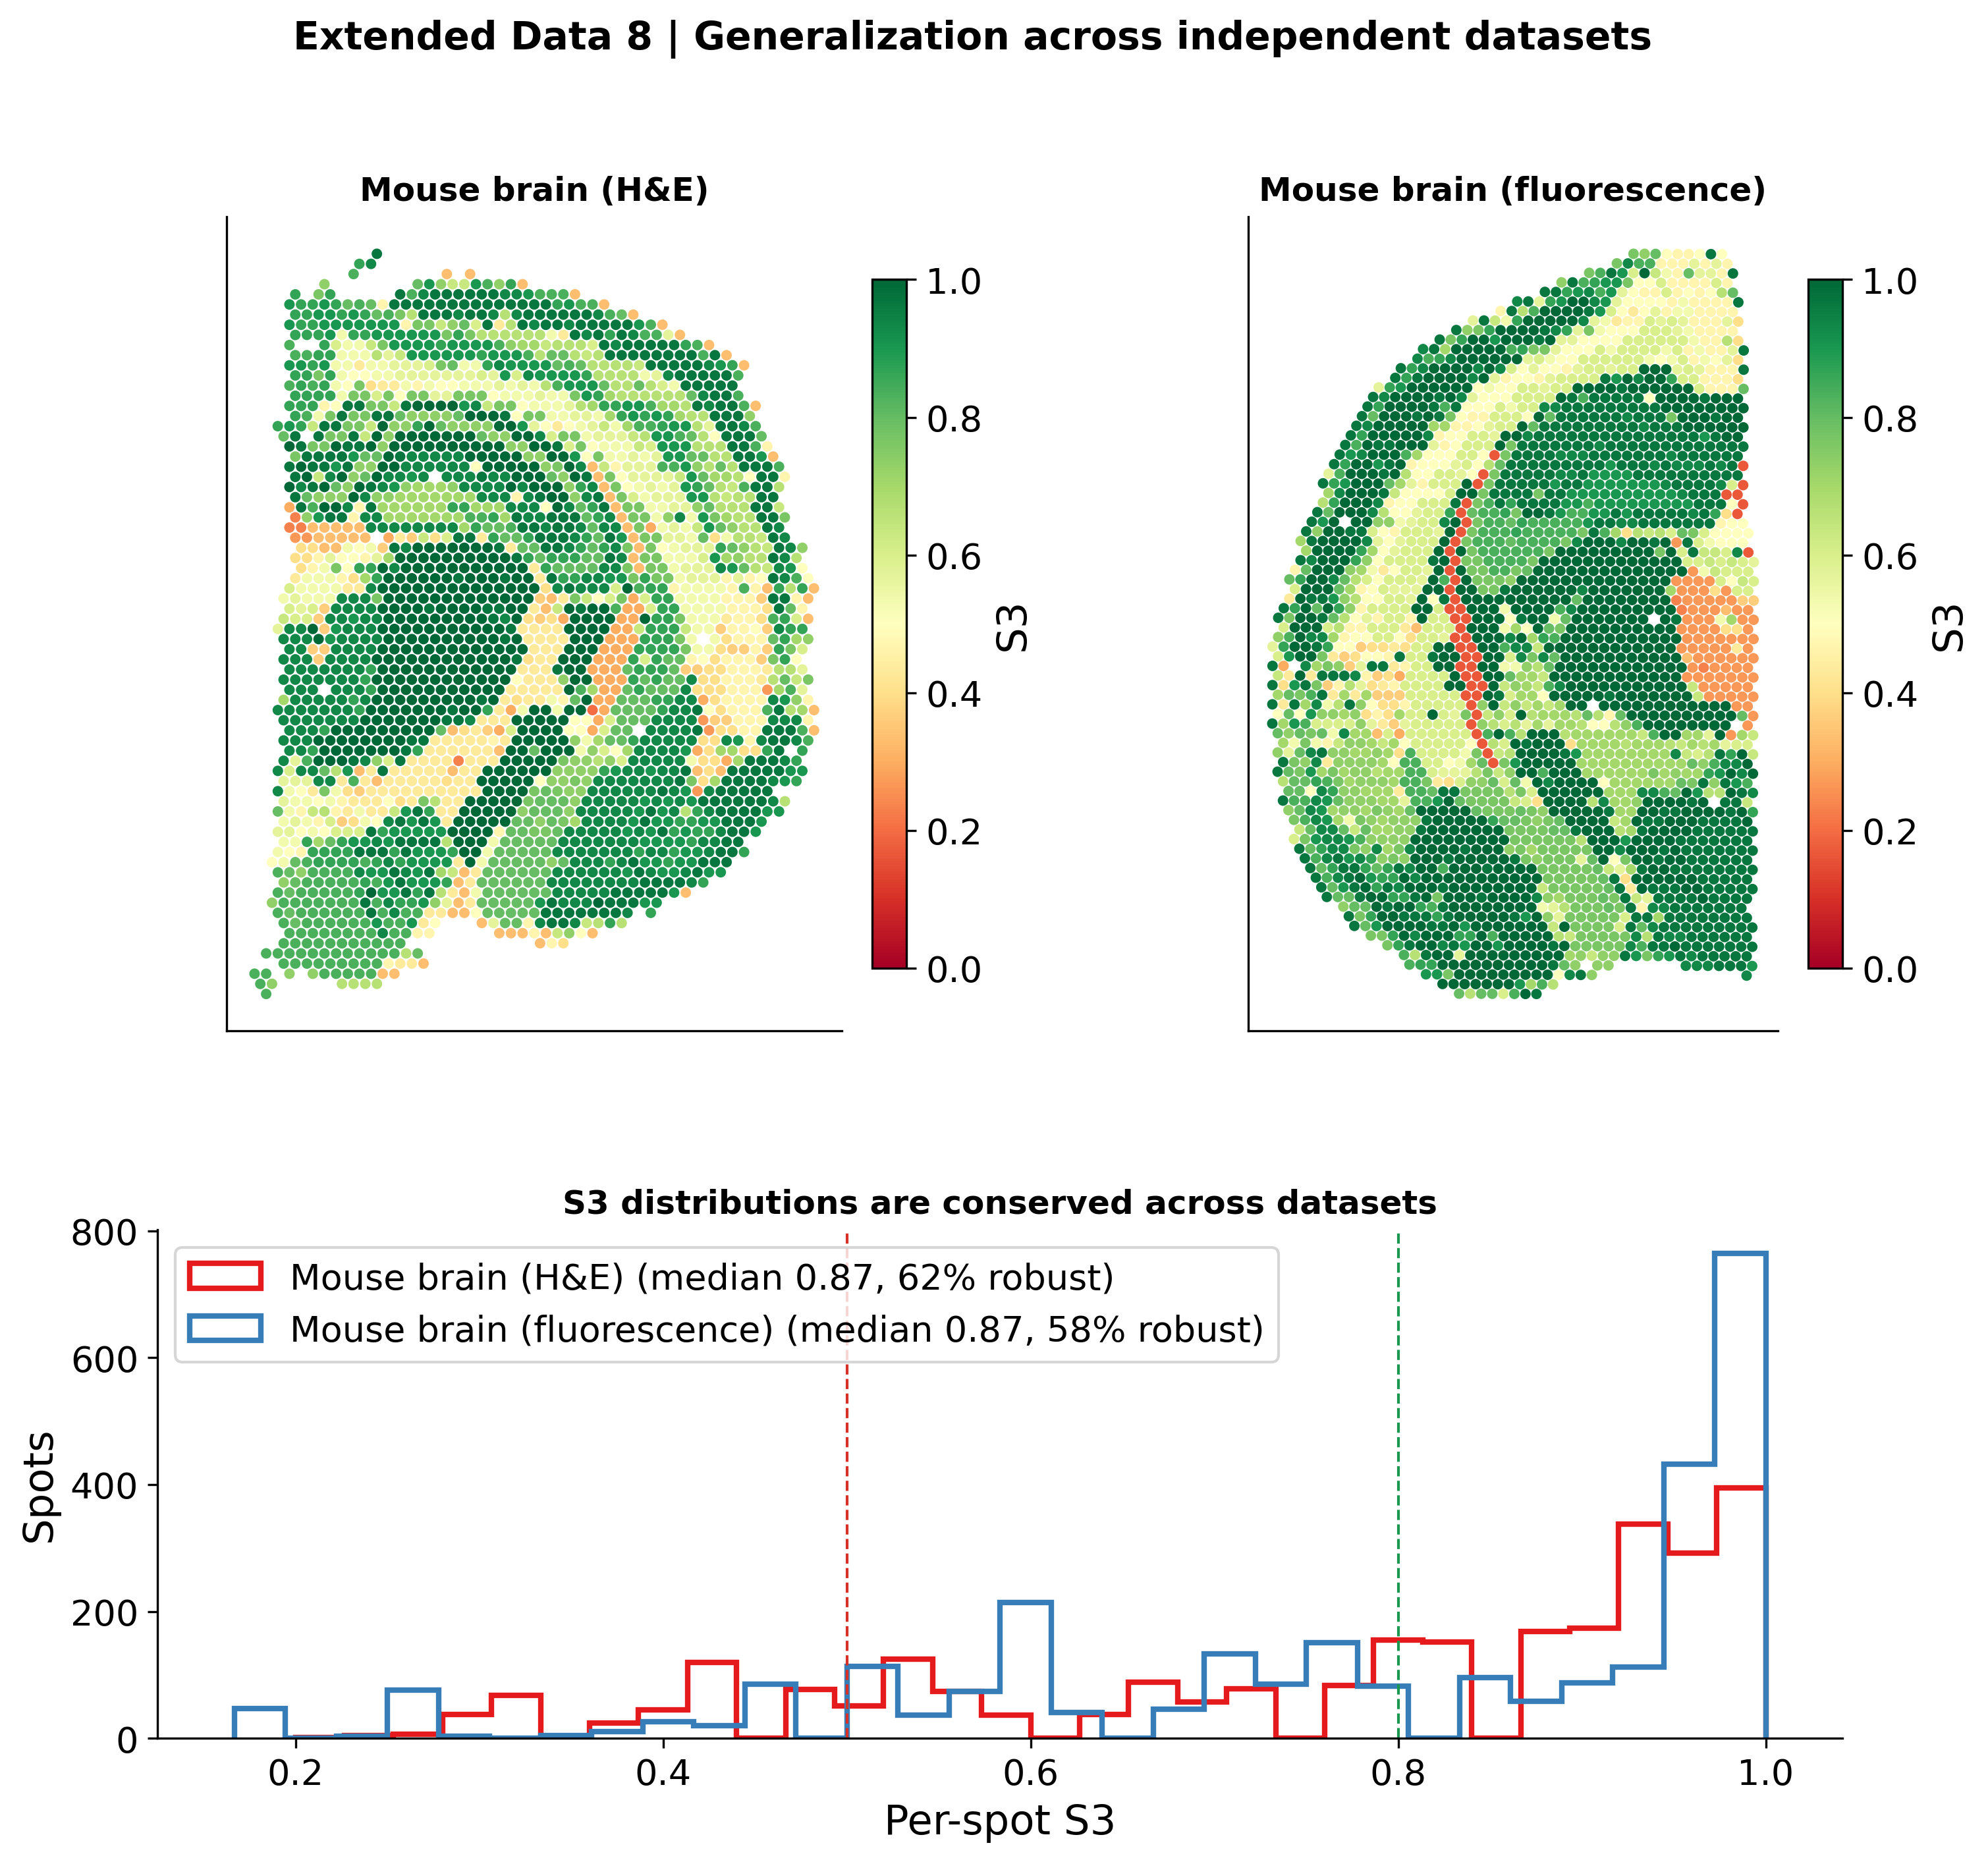 Extended Data 8 | Generalization across independent datasets
Mouse brain (H&E)
Mouse brain (fluorescence)
1.0
0.8
0.6
0.4
0.2
0.0
S3
1.0
0.8
0.6
0.4
0.2
0.0
S3
S3 distributions are conserved across datasets
800
600
400
200
0
Spots
Mouse brain (H&E) (median 0.87, 62% robust)
Mouse brain (fluorescence) (median 0.87, 58% robust)
0.2
0.4
0.6
0.8
1.0
Per-spot S3